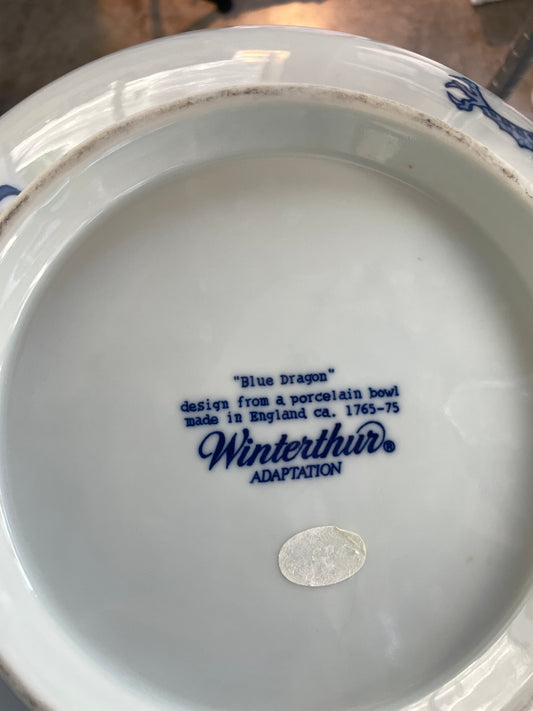 "Blue Dragon"
design from a porcelain bowl
made in England ca. 1765-75
Winterthur®
ADAPTATION